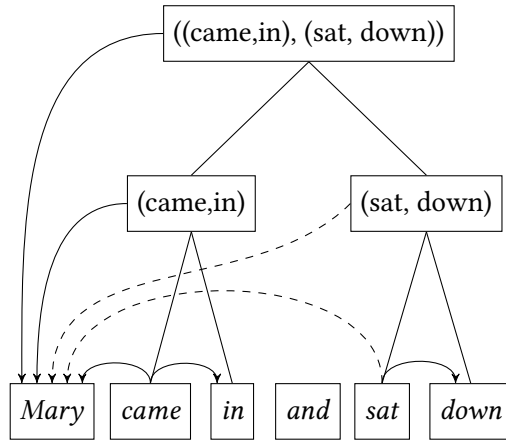 ((came,in), (sat, down))
(came,in) (sat, down)
Mary came in and sat down